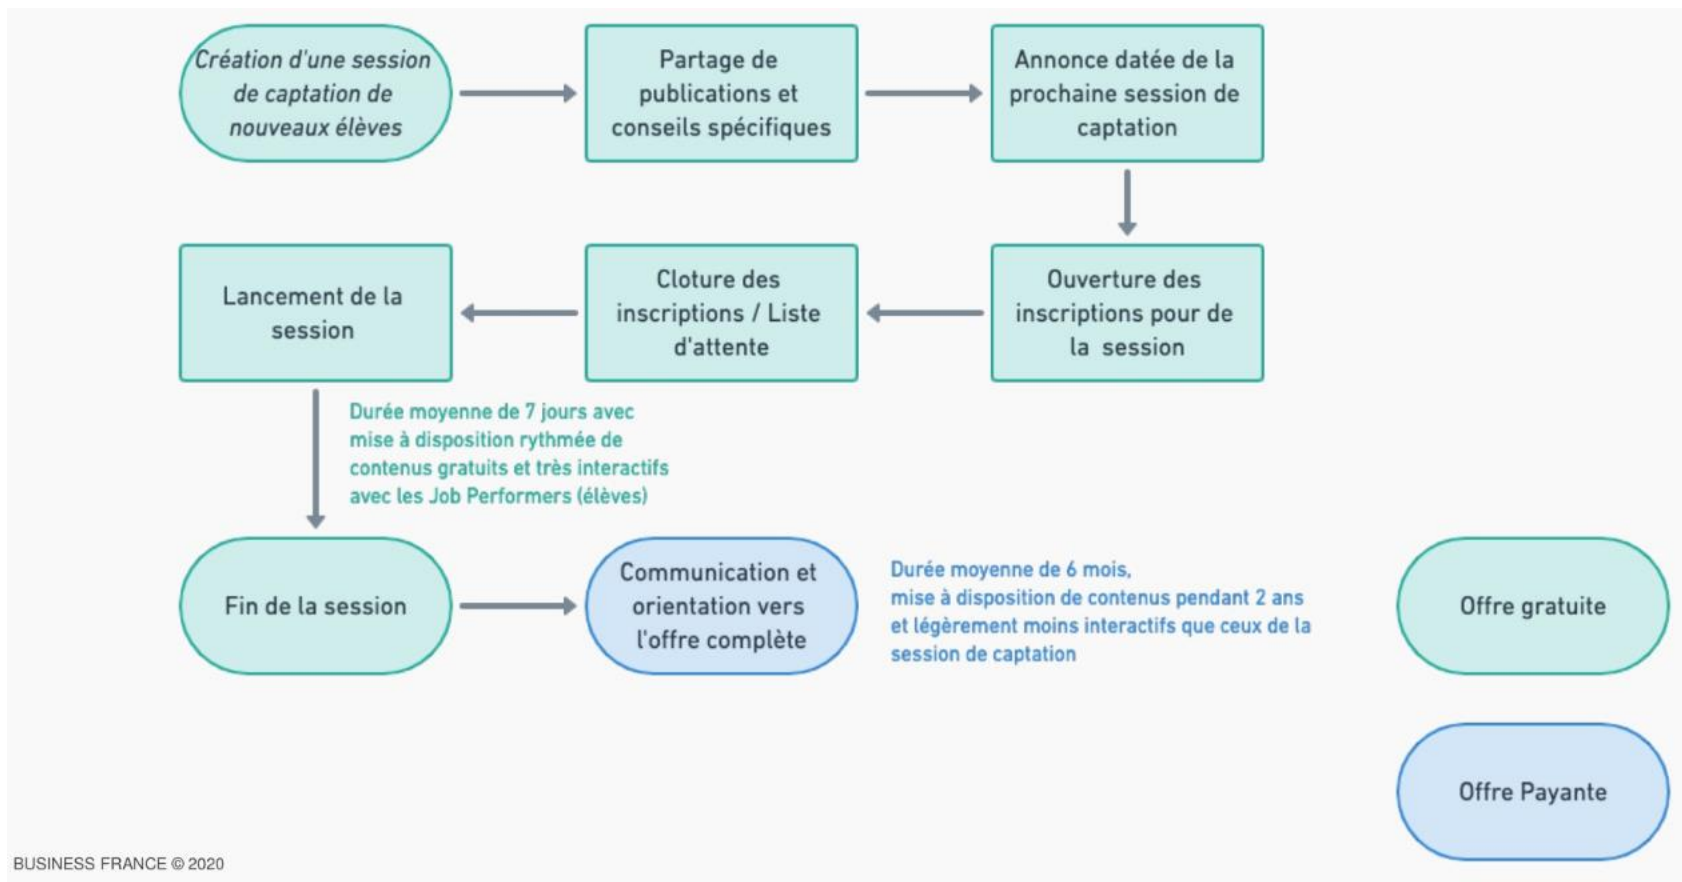 Création d'une session
de captation de
nouveaux élèves
Partage de
publications et
conseils spécifiques
Annonce datée de la
prochaine session de
captation
Lancement de la
session
Cloture des
inscriptions / Liste
d'attente
Ouverture des
inscriptions pour de
la session
Durée moyenne de 7 jours avec
mise à disposition rythmée de
contenus gratuits et très interactifs
avec les Job Performers (élèves)
Fin de la session
Communication et
orientation vers
l'offre complète
Durée moyenne de 6 mois,
mise à disposition de contenus pendant 2 ans
et légèrement moins interactifs que ceux de la
session de captation
Offre gratuite
Offre Payante
BUSINESS FRANCE © 2020